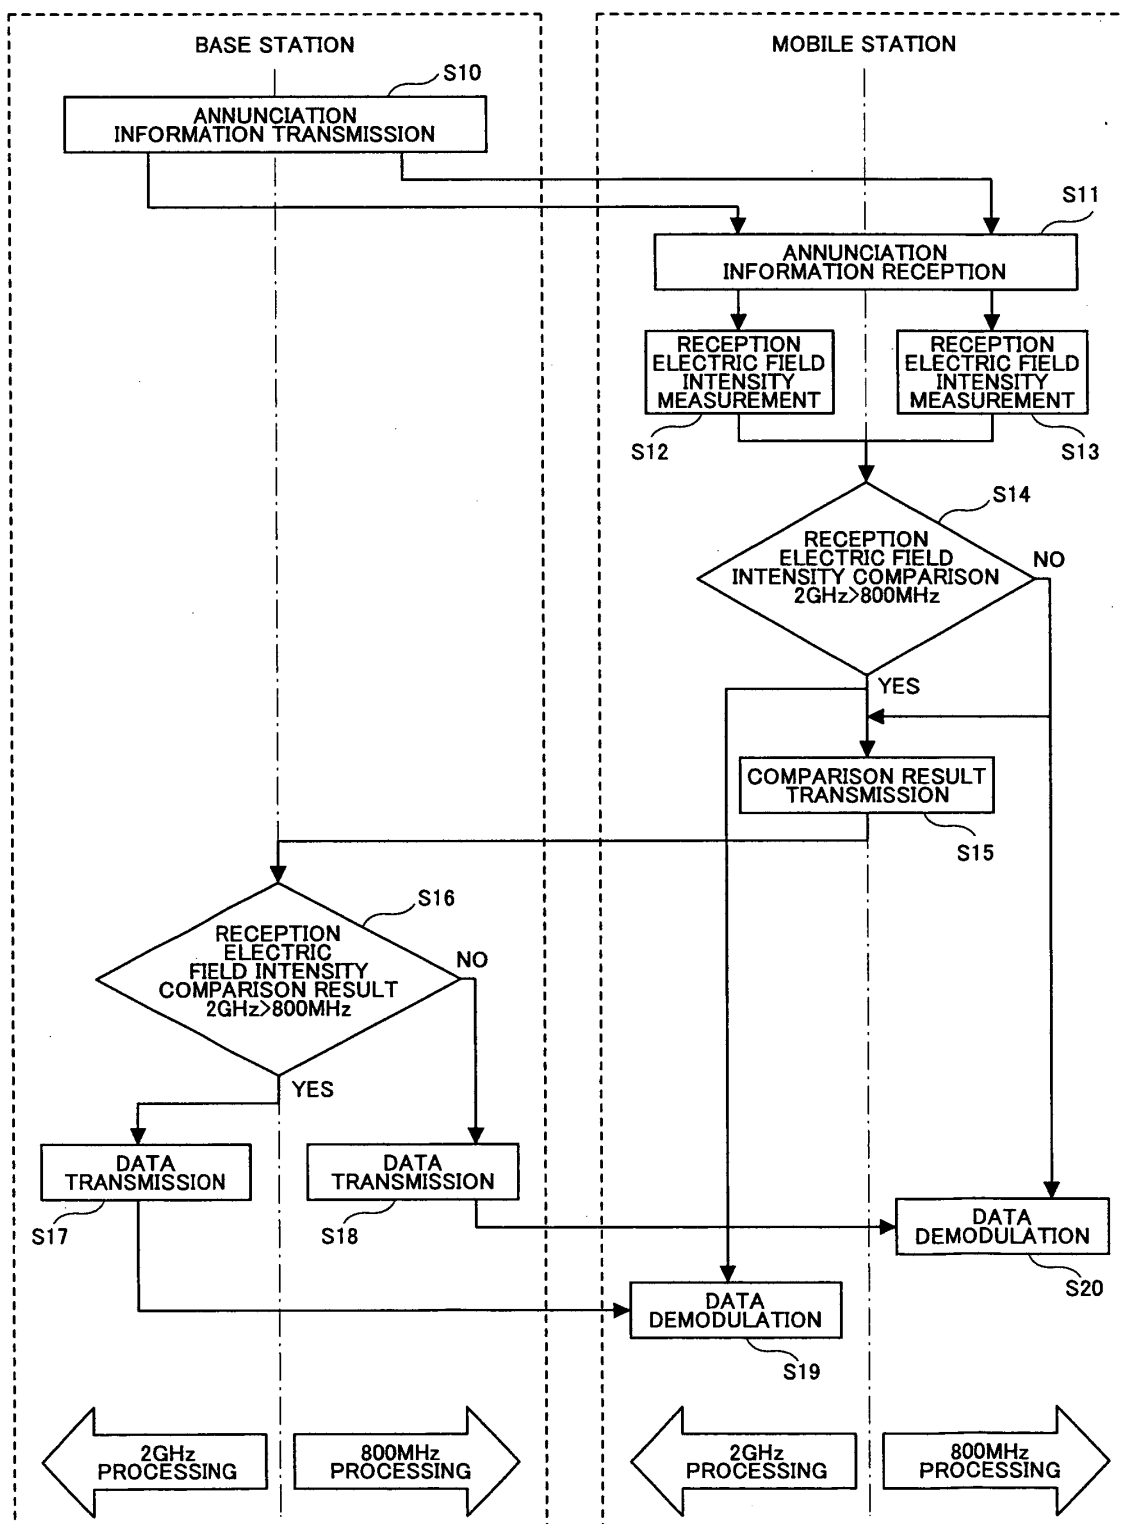 BASE STATION
MOBILE STATION
S10
ANNUNCIATION
INFORMATION TRANSMISSION
S11
ANNUNCIATION
INFORMATION RECEPTION
RECEPTION
ELECTRIC FIELD
INTENSITY
MEASUREMENT
S12
RECEPTION
ELECTRIC FIELD
INTENSITY
MEASUREMENT
S13
S14
RECEPTION
ELECTRIC FIELD
INTENSITY COMPARISON
2GHz>800MHz
NO
YES
COMPARISON RESULT
TRANSMISSION
S15
S16
RECEPTION
ELECTRIC
FIELD INTENSITY
COMPARISON RESULT
2GHz>800MHz
NO
YES
DATA
TRANSMISSION
S17
DATA
TRANSMISSION
S18
DATA
DEMODULATION
S20
DATA
DEMODULATION
S19
2GHz
PROCESSING
800MHz
PROCESSING
2GHz
PROCESSING
800MHz
PROCESSING